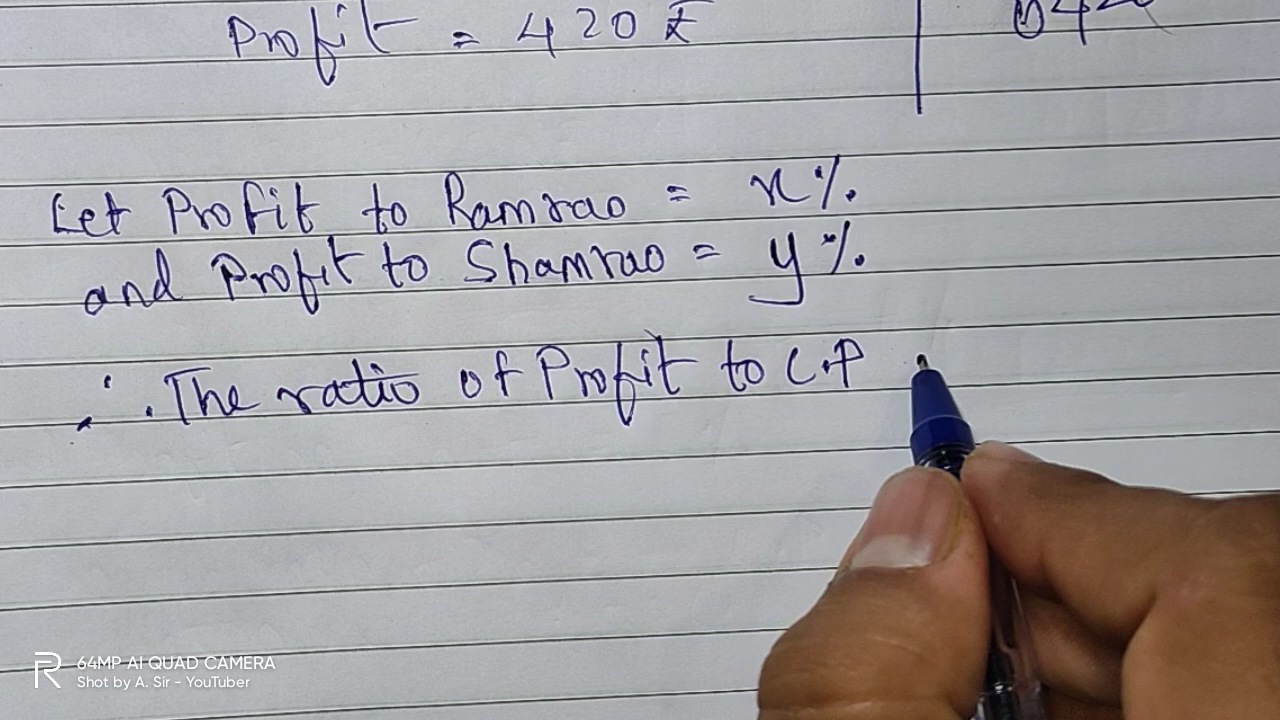 Profit = 420 ₹
Let Profit to Ramrao = x%.
and Profit to Shamrao = y%.
∴ The ratio of Profit to C.P
64MP AI QUAD CAMERA
Shot by A. Sir - YouTuber